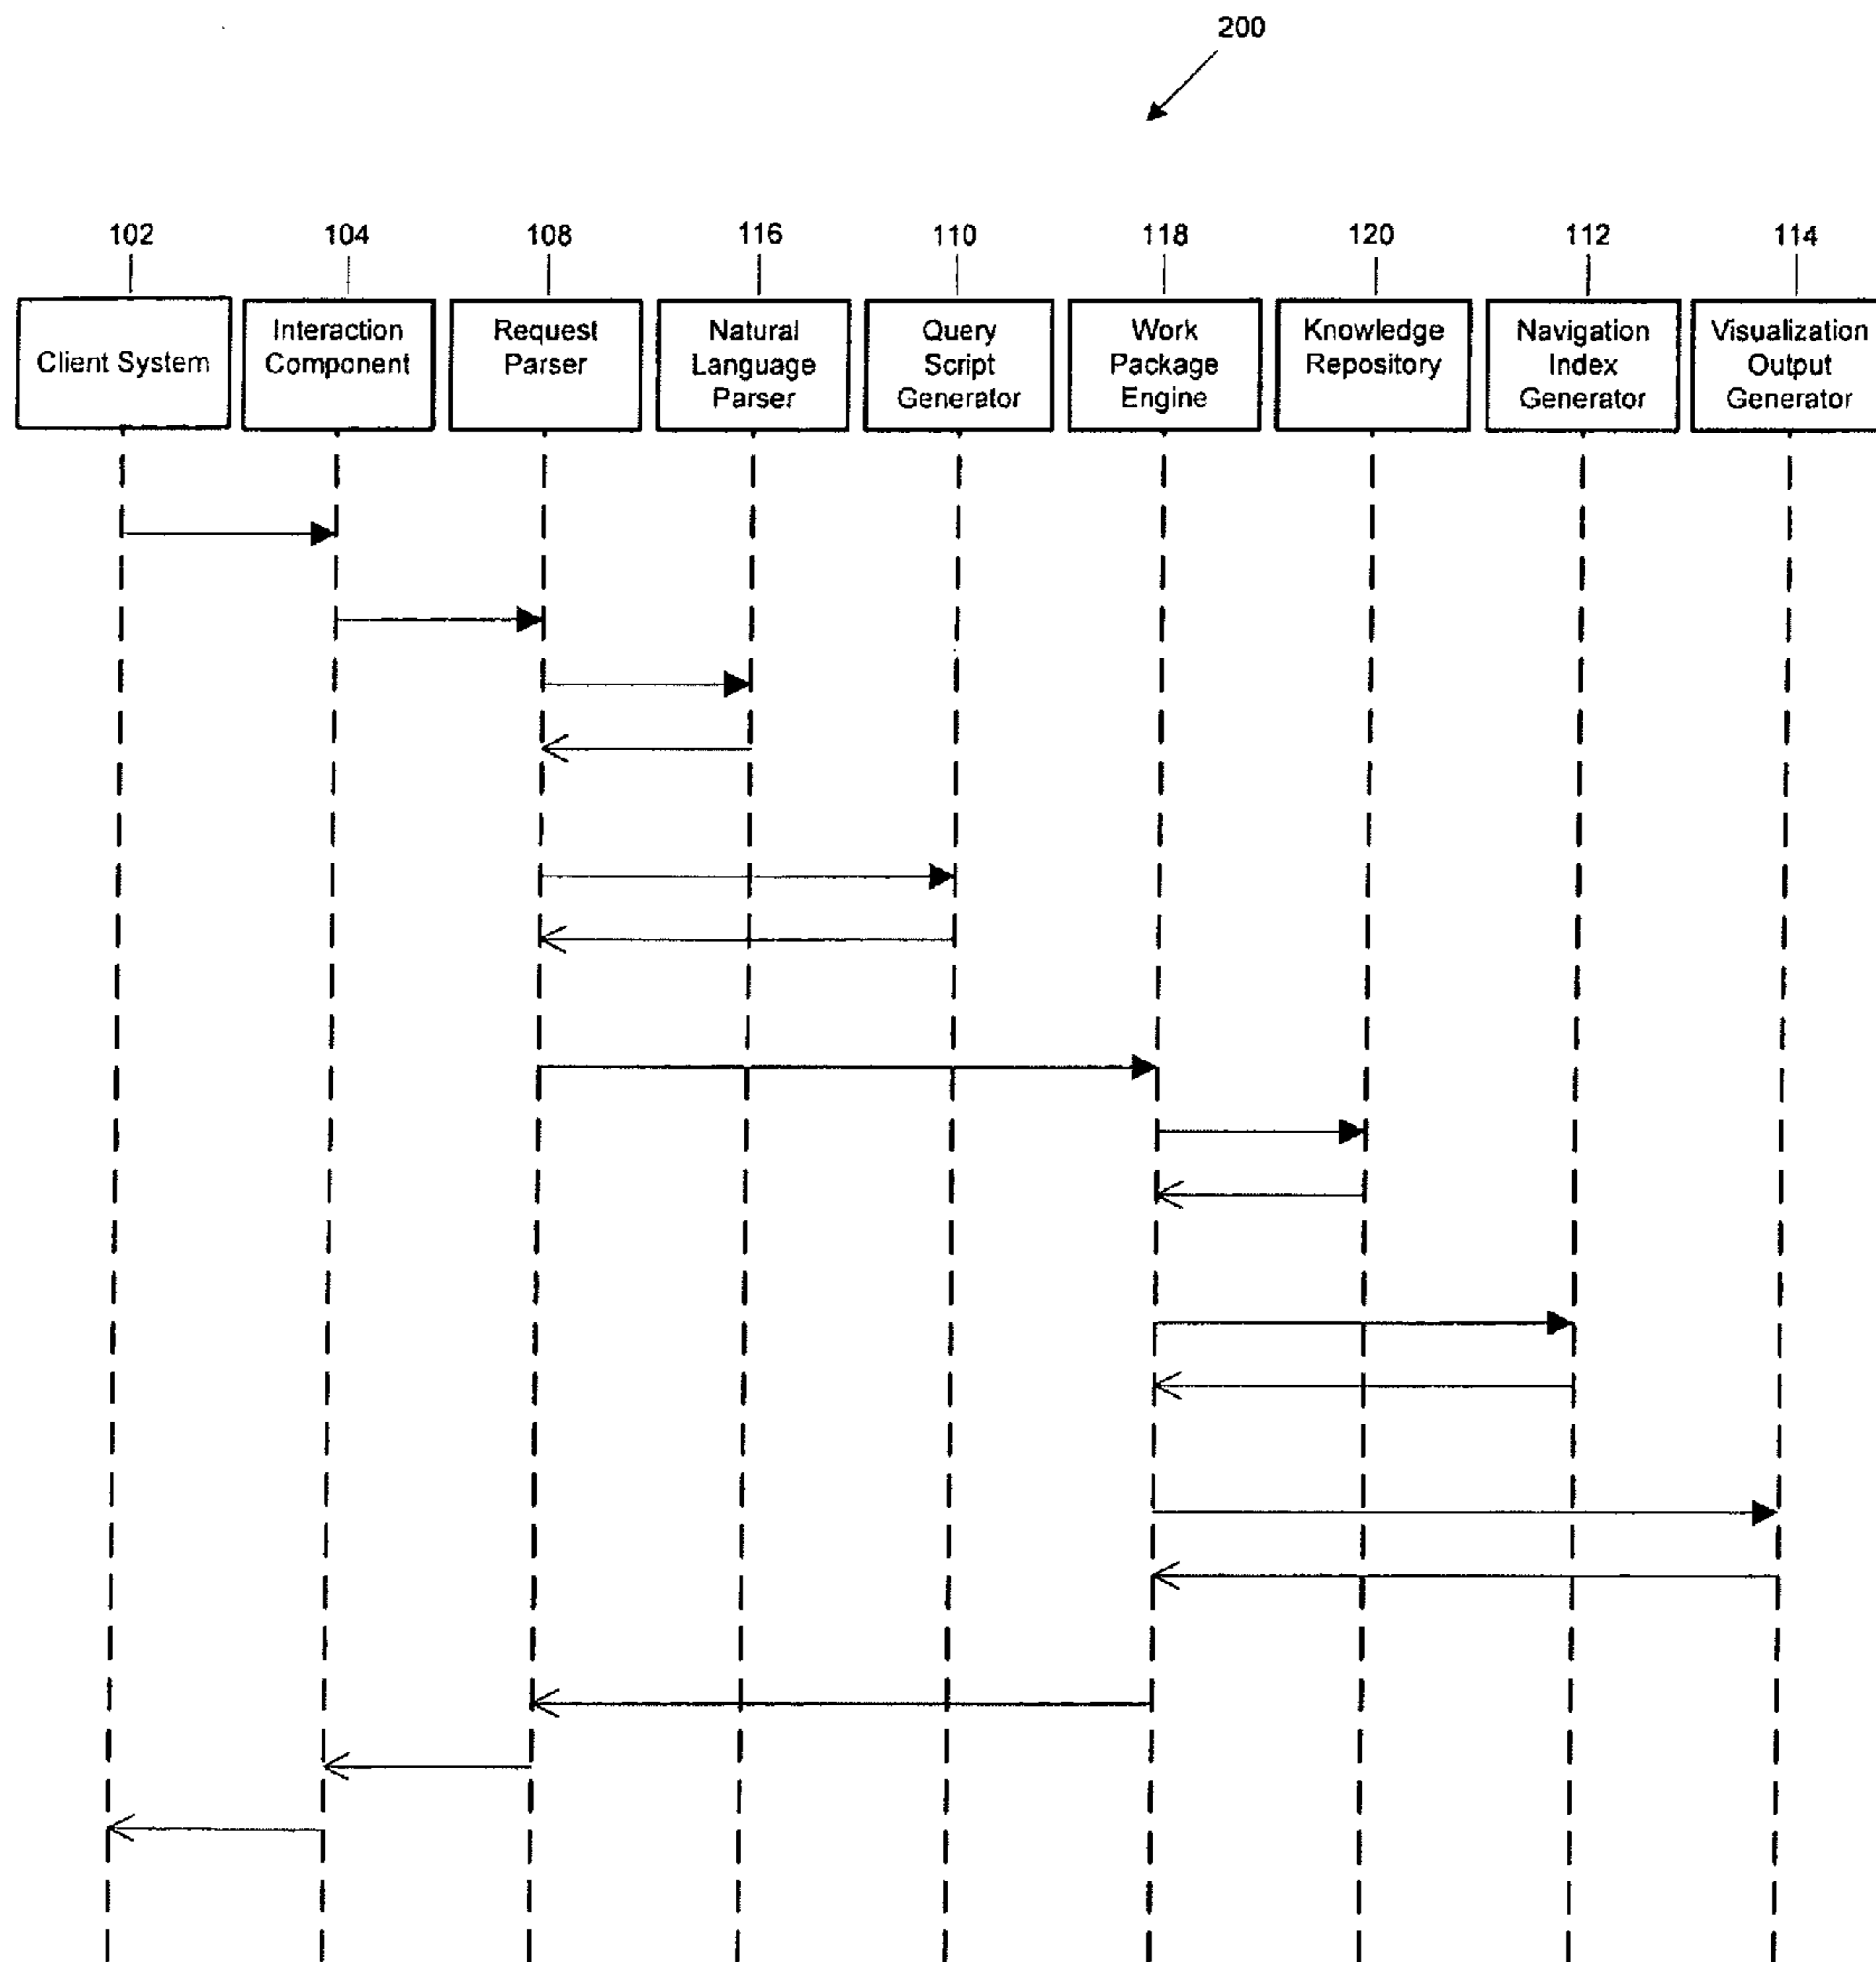 200
102
104
108
116
110
118
120
112
114
Client System
Interaction
Component
Request
Parser
Natural
Language
Parser
Query
Script
Generator
Work
Package
Engine
Knowledge
Repository
Navigation
Index
Generator
Visualization
Output
Generator